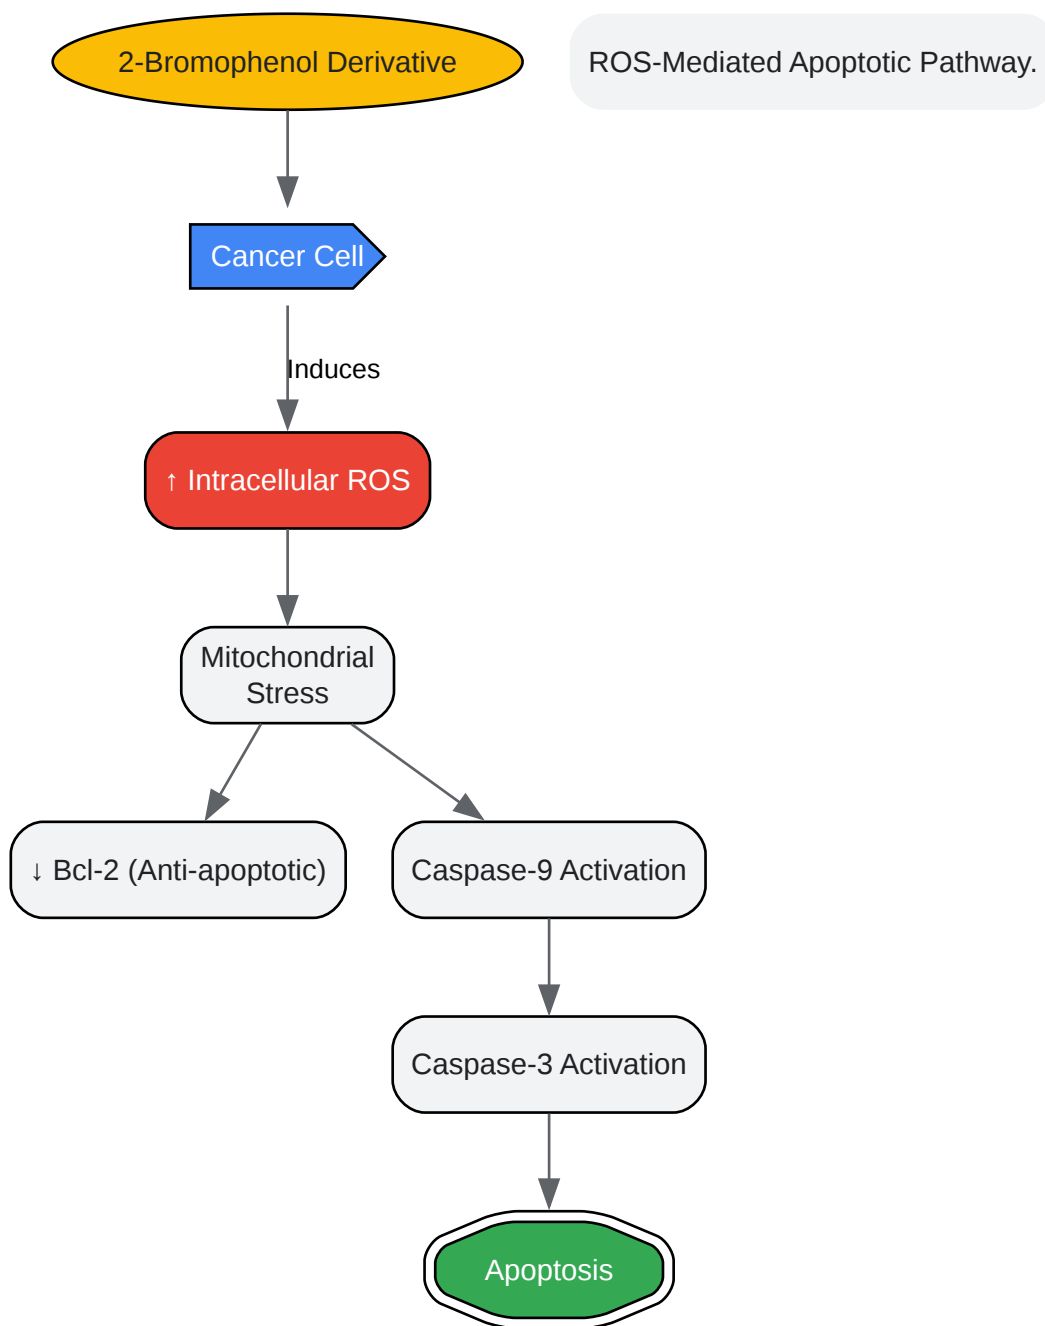 2-Bromophenol Derivative
ROS-Mediated Apoptotic Pathway.
Cancer Cell
Induces
↑ Intracellular ROS
Mitochondrial
Stress
↓ Bcl-2 (Anti-apoptotic)
Caspase-9 Activation
Caspase-3 Activation
Apoptosis